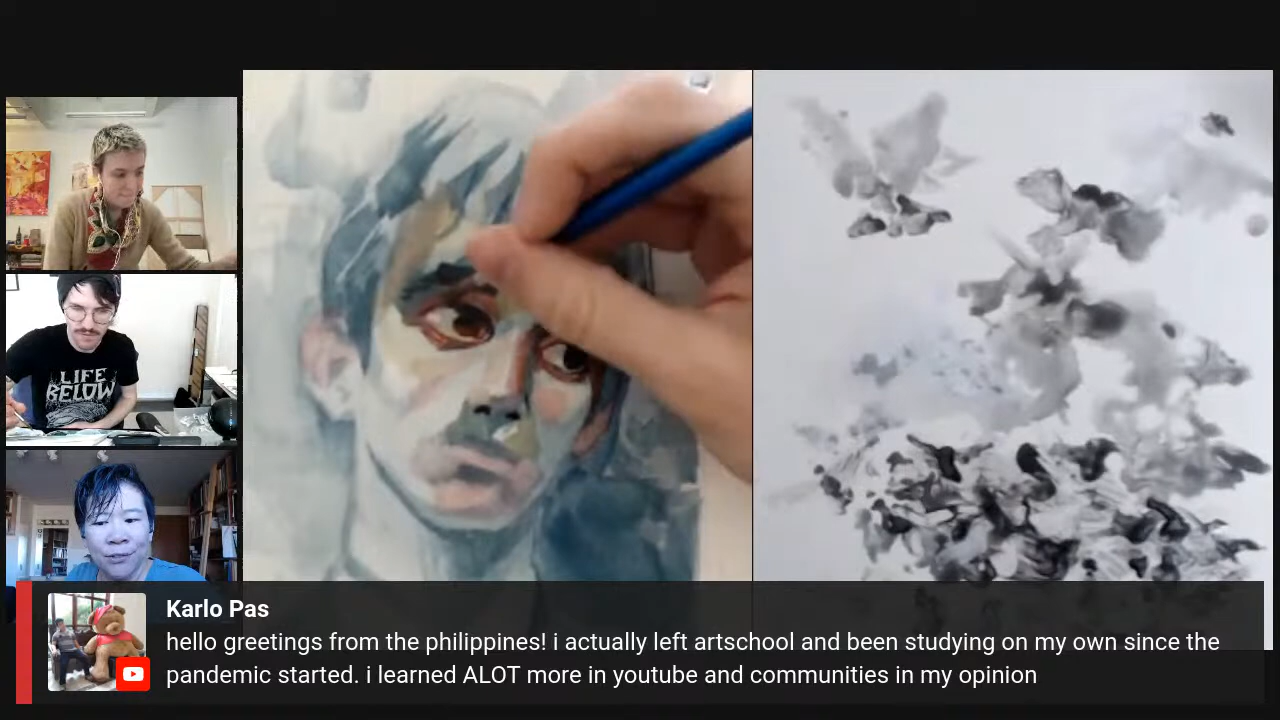 LIFE
BELOW
Karlo Pas
hello greetings from the philippines! i actually left artschool and been studying on my own since the
pandemic started. i learned ALOT more in youtube and communities in my opinion